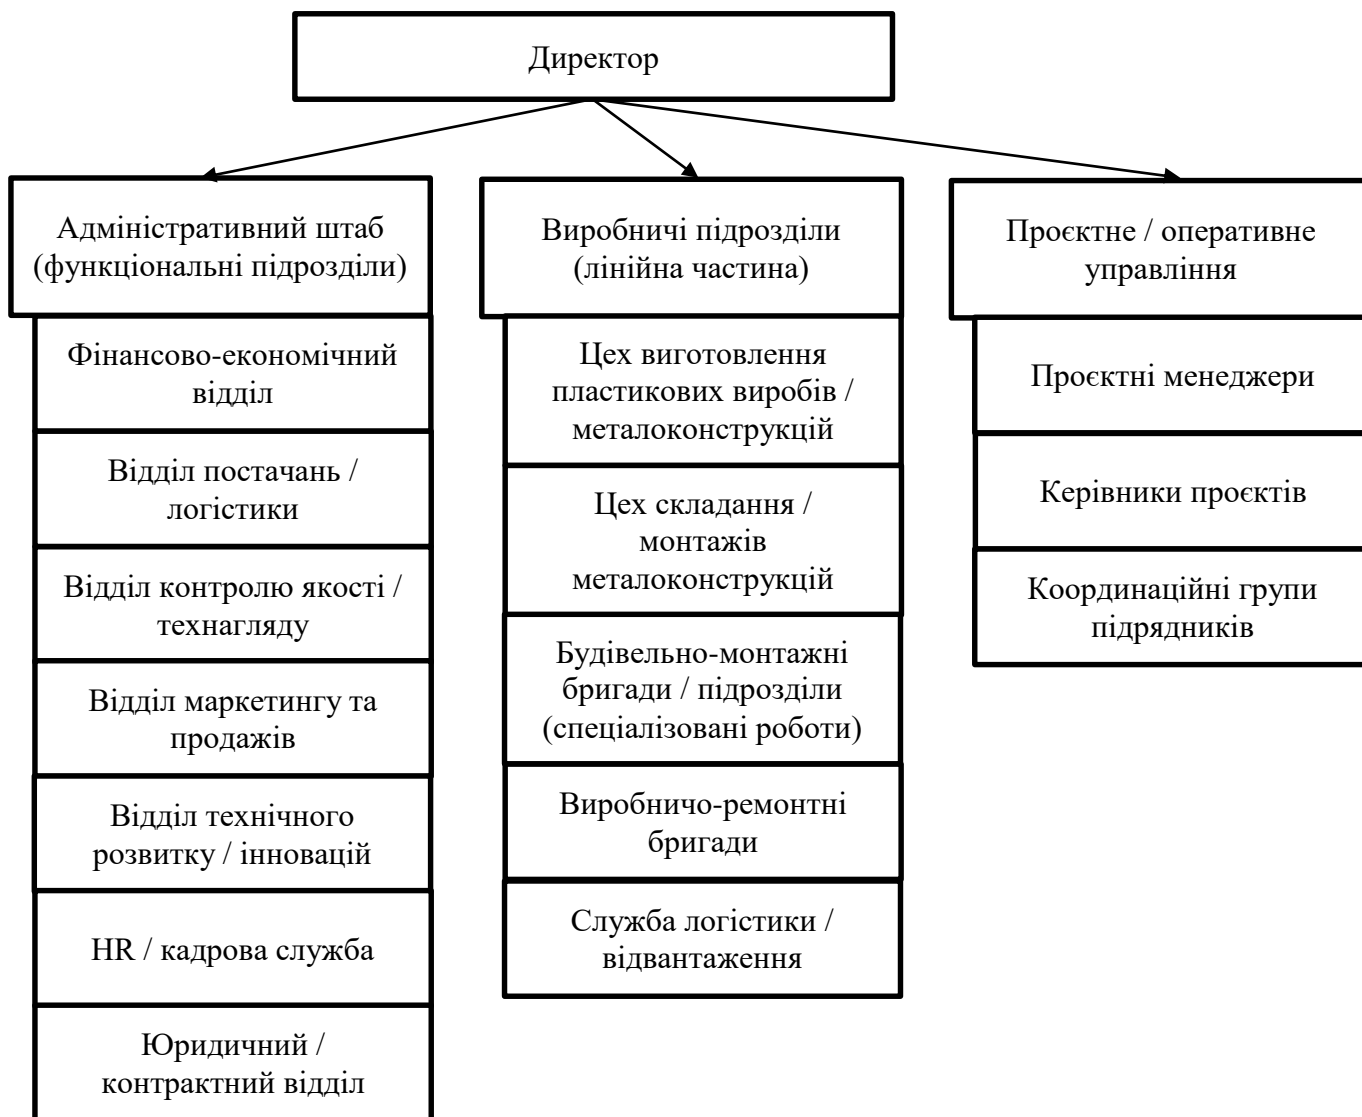 Директор
Адміністративний штаб
(функціональні підрозділи)
Фінансово-економічний
відділ
Відділ постачань /
логістики
Відділ контролю якості /
технагляду
Відділ маркетингу та
продажів
Відділ технічного
розвитку / інновацій
HR / кадрова служба
Юридичний /
контрактний відділ
Виробничі підрозділи
(лінійна частина)
Цех виготовлення
пластикових виробів /
металоконструкцій
Цех складання /
монтажів
металоконструкцій
Будівельно-монтажні
бригади / підрозділи
(спеціалізовані роботи)
Виробничо-ремонтні
бригади
Служба логістики /
відвантаження
Проєктне / оперативне
управління
Проєктні менеджери
Керівники проєктів
Координаційні групи
підрядників